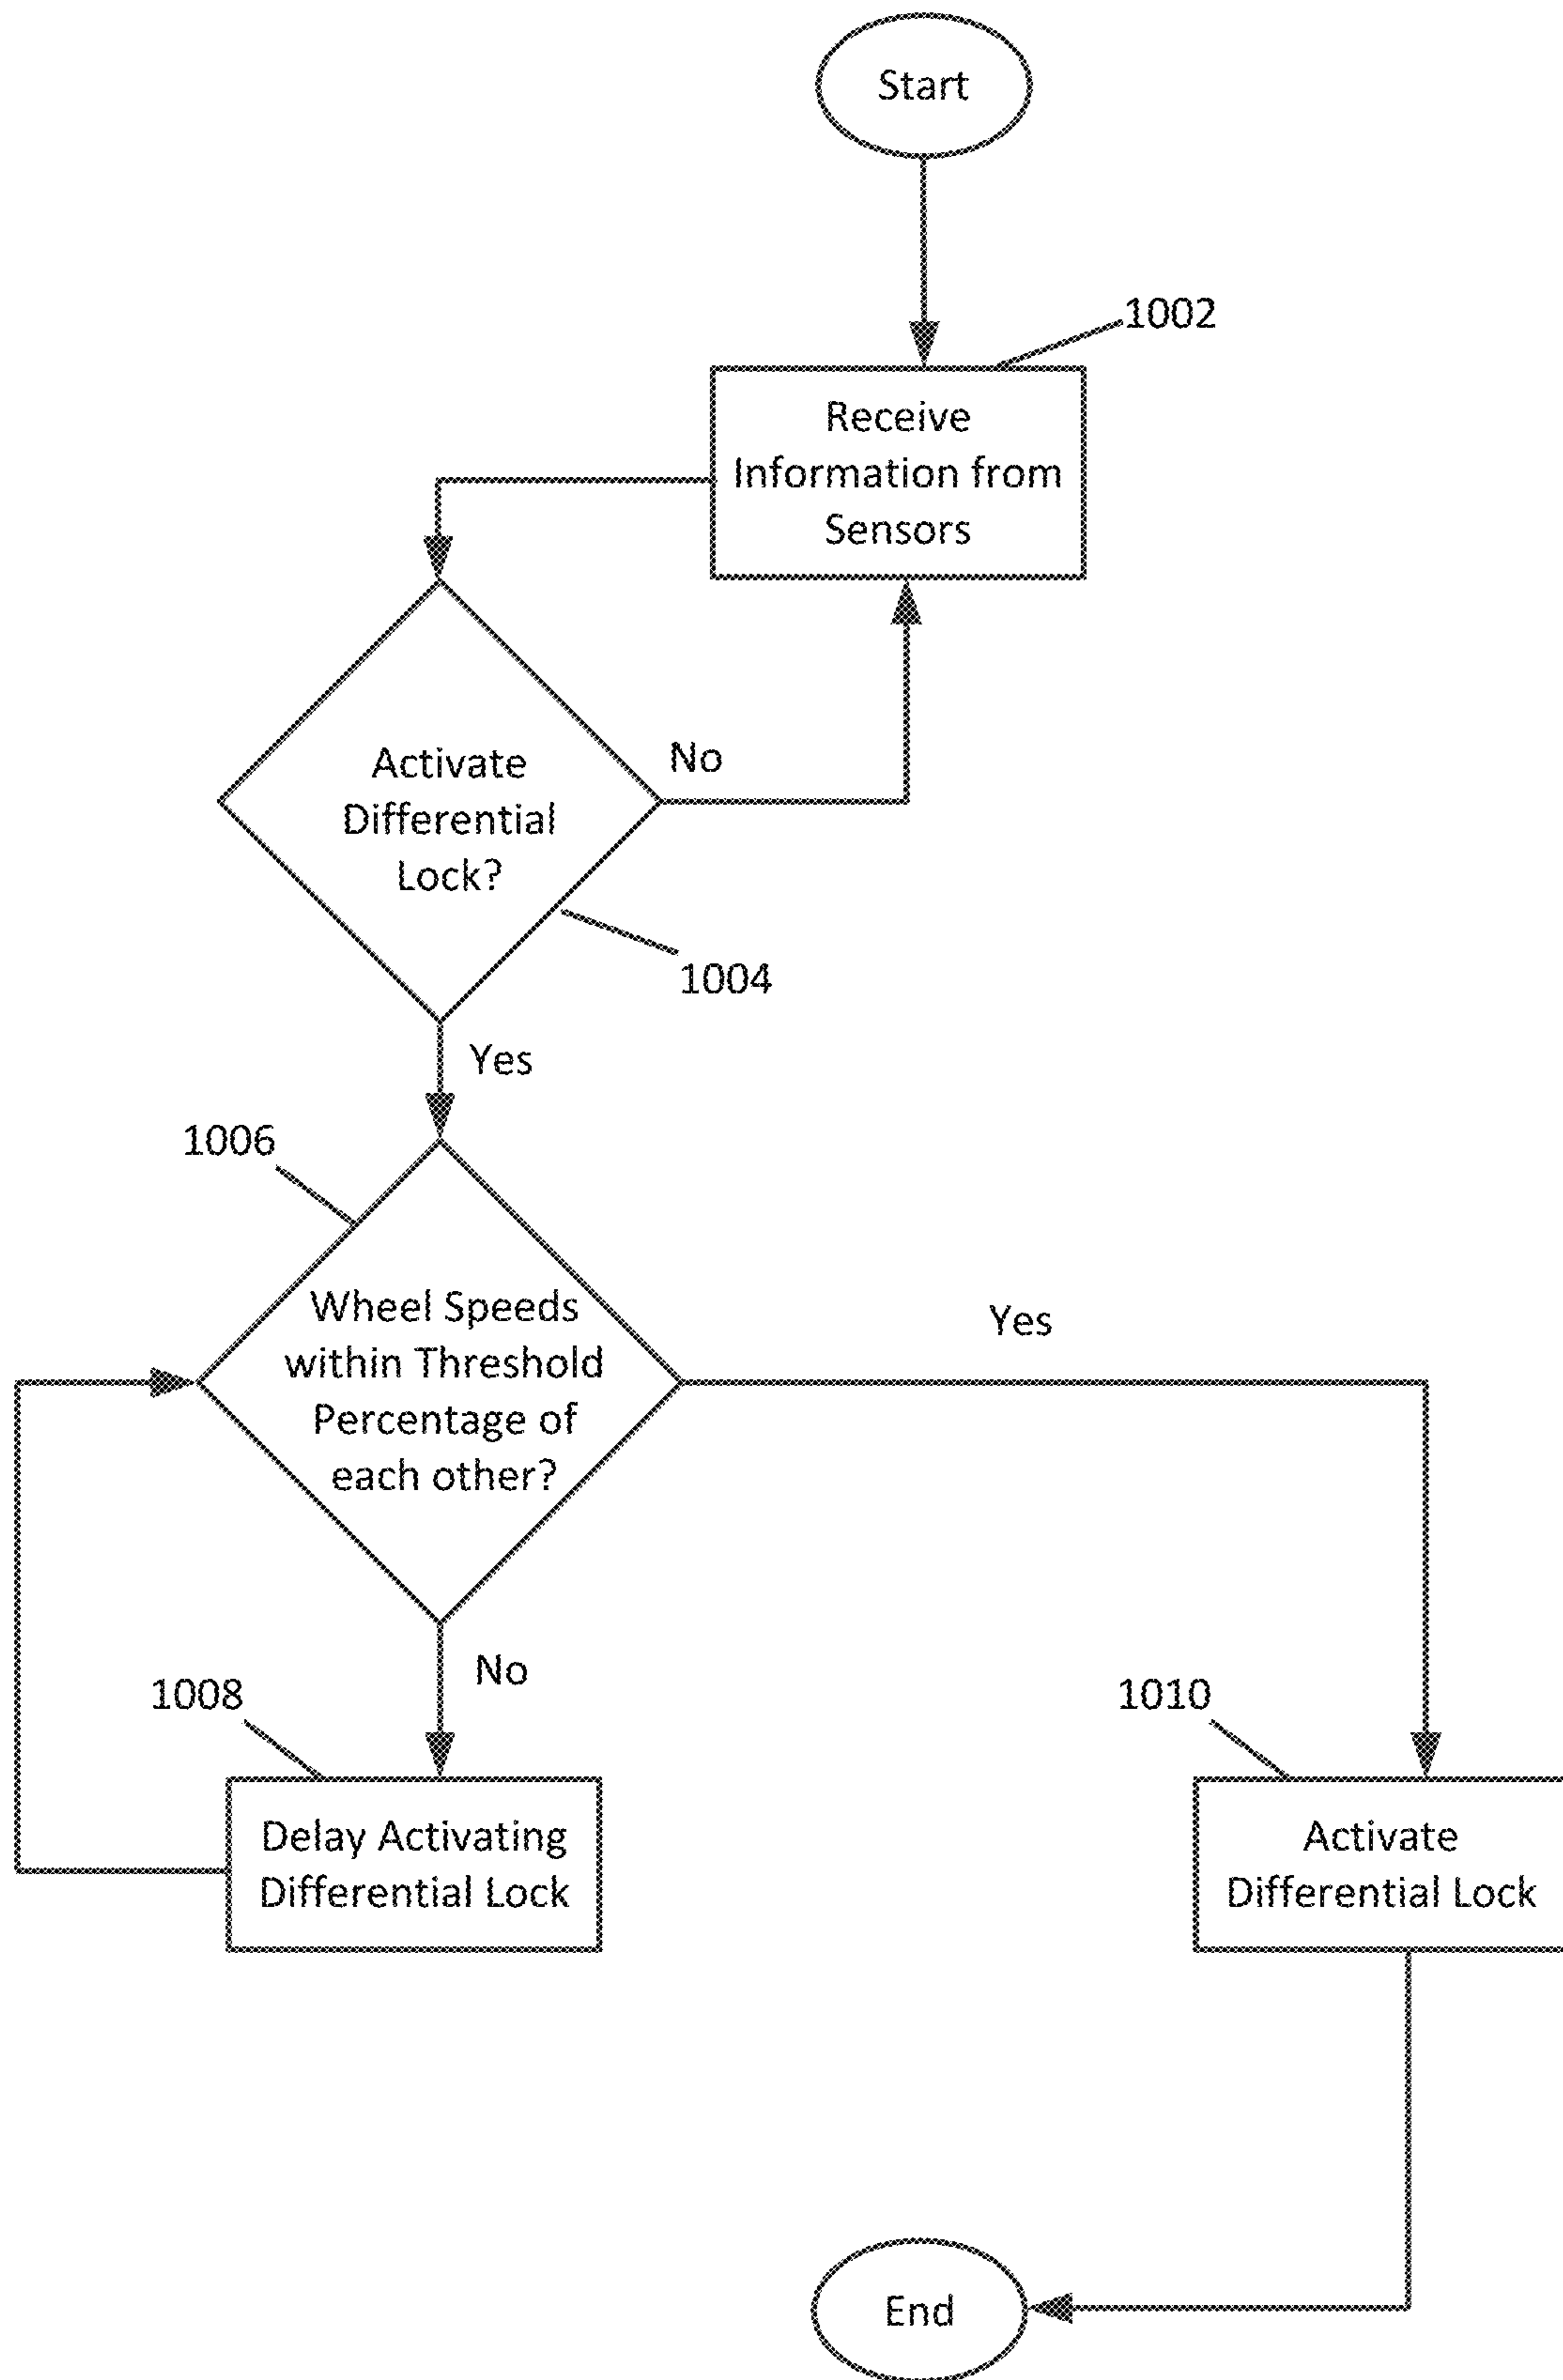 Start
1002
Receive
Information from
Sensors
Activate
Differential
Lock?
No
1004
Yes
1006
Wheel Speeds
within Threshold
Percentage of
each other?
Yes
No
1008
Delay Activating
Differential Lock
1010
Activate
Differential Lock
End